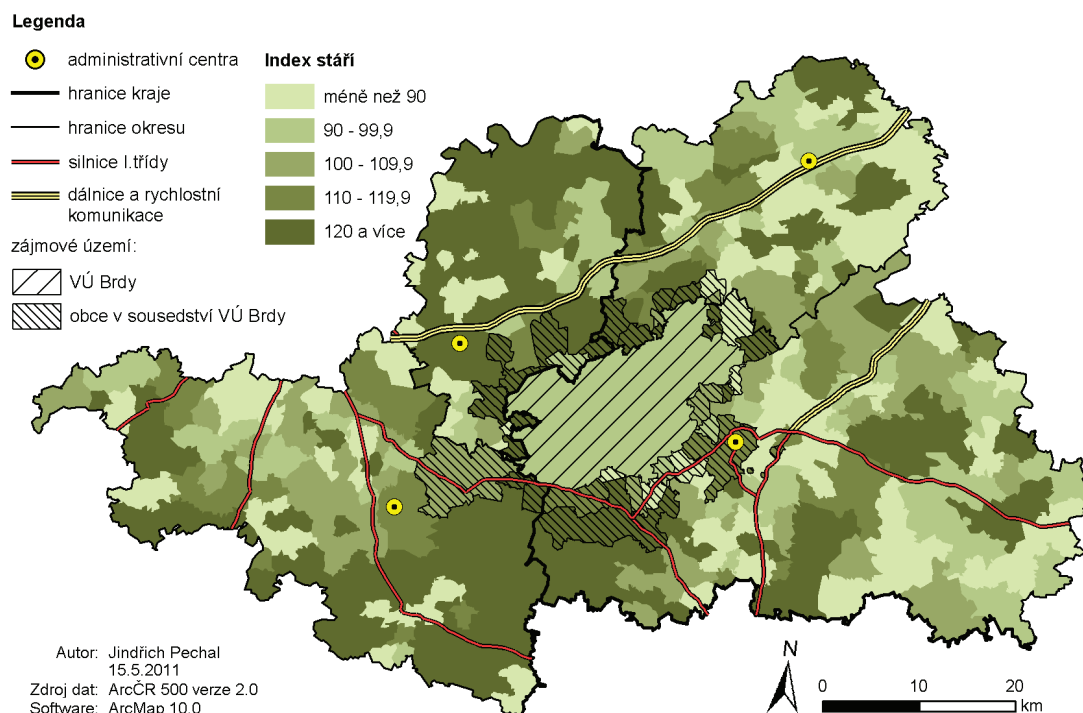 Legenda
administrativní centra
hranice kraje
hranice okresu
silnice I.třídy
dálnice a rychlostní
komunikace
zájmové území:
VÚ Brdy
obce v sousedství VÚ Brdy
Index stáří
méně než 90
90 - 99,9
100 - 109,9
110 - 119,9
120 a více
Autor: Jindřich Pechal
15.5.2011
Zdroj dat: ArcČR 500 verze 2.0
Software: ArcMap 10.0
N
0 10 20
km